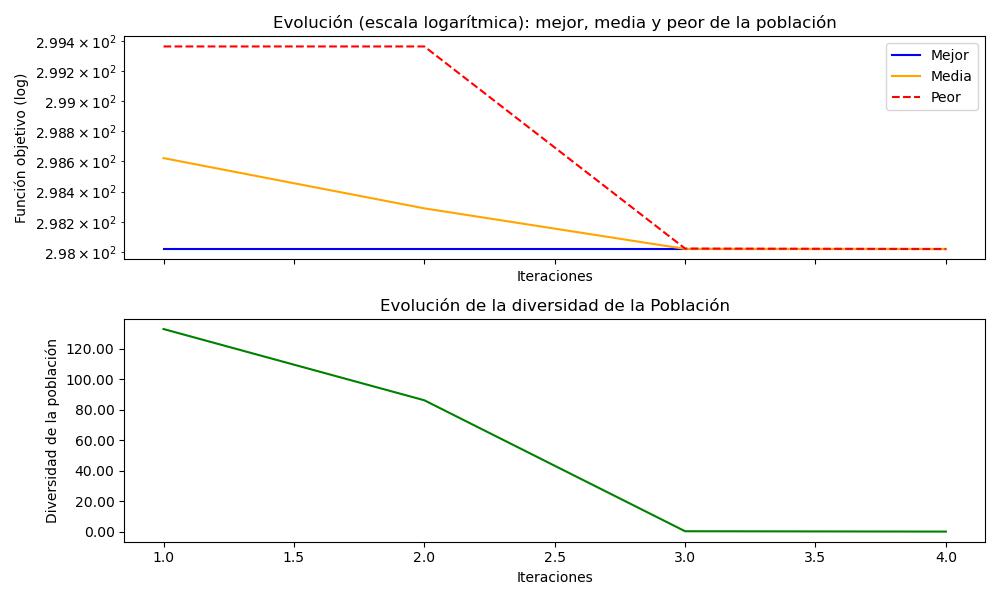 Evolución (escala logarítmica): mejor, media y peor de la población
Función objetivo (log)
2.994 × 10²
2.992 × 10²
2.99 × 10²
2.988 × 10²
2.986 × 10²
2.984 × 10²
2.982 × 10²
2.98 × 10²
Mejor
Media
Peor
Iteraciones
Evolución de la diversidad de la Población
Diversidad de la población
120.00
100.00
80.00
60.00
40.00
20.00
0.00
1.0 1.5 2.0 2.5 3.0 3.5 4.0
Iteraciones